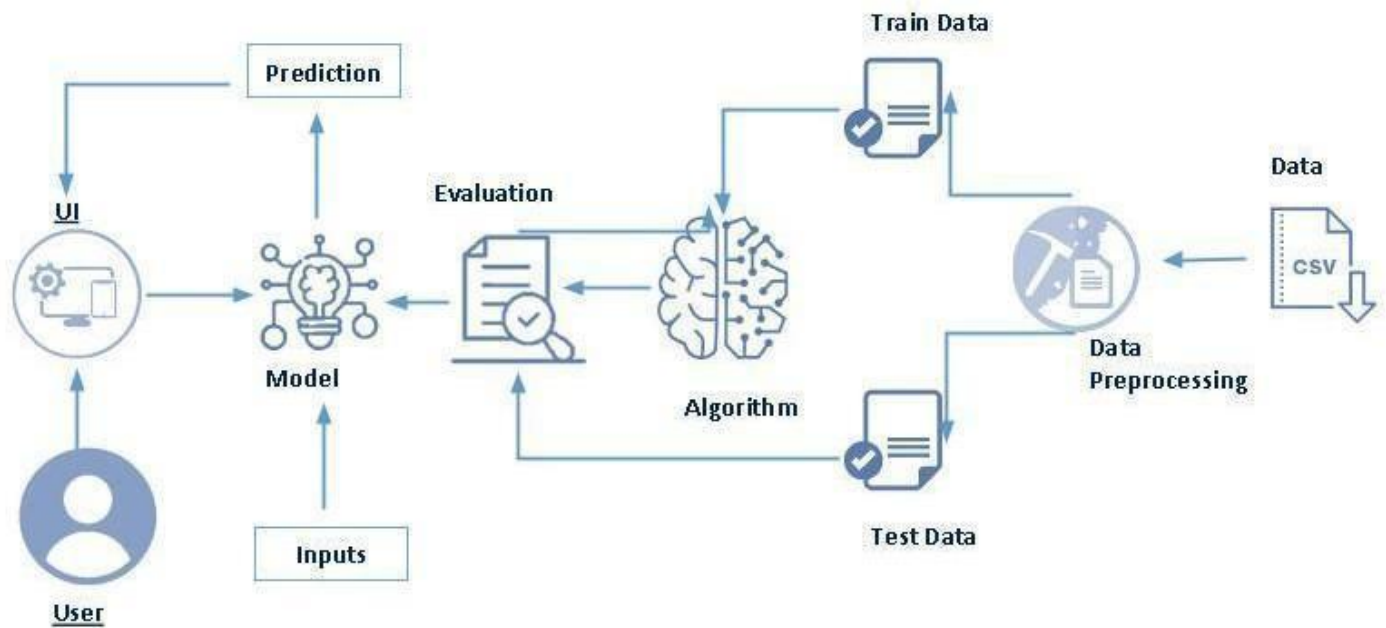 Train Data
Prediction
Data
Evaluation
UI
CSV
Model
Data
Preprocessing
Algorithm
Inputs
Test Data
User